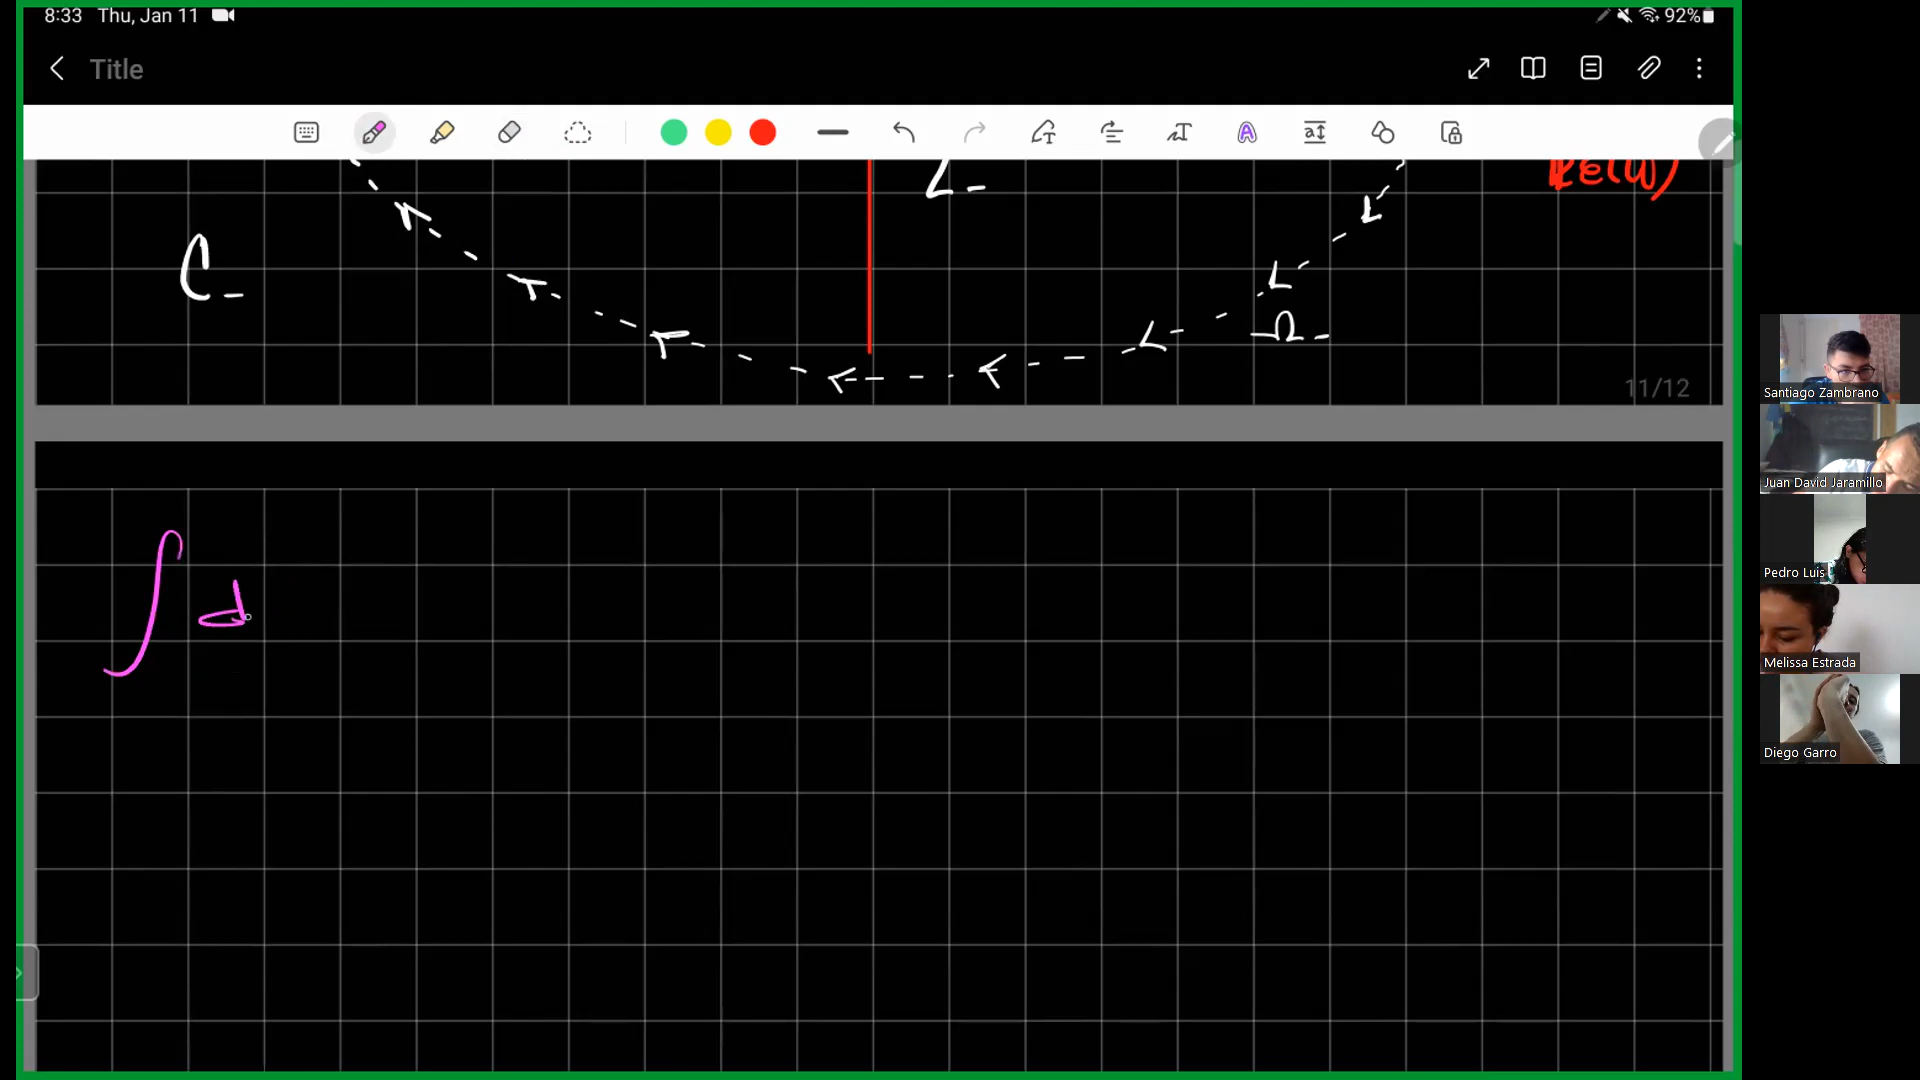 8:33 Thu, Jan 11 92%
Title
L-
Re(W)
C-
Ω-
11/12
∫ d
Santiago Zambrano
Juan David Jaramillo
Pedro Luis
Melissa Estrada
Diego Garro